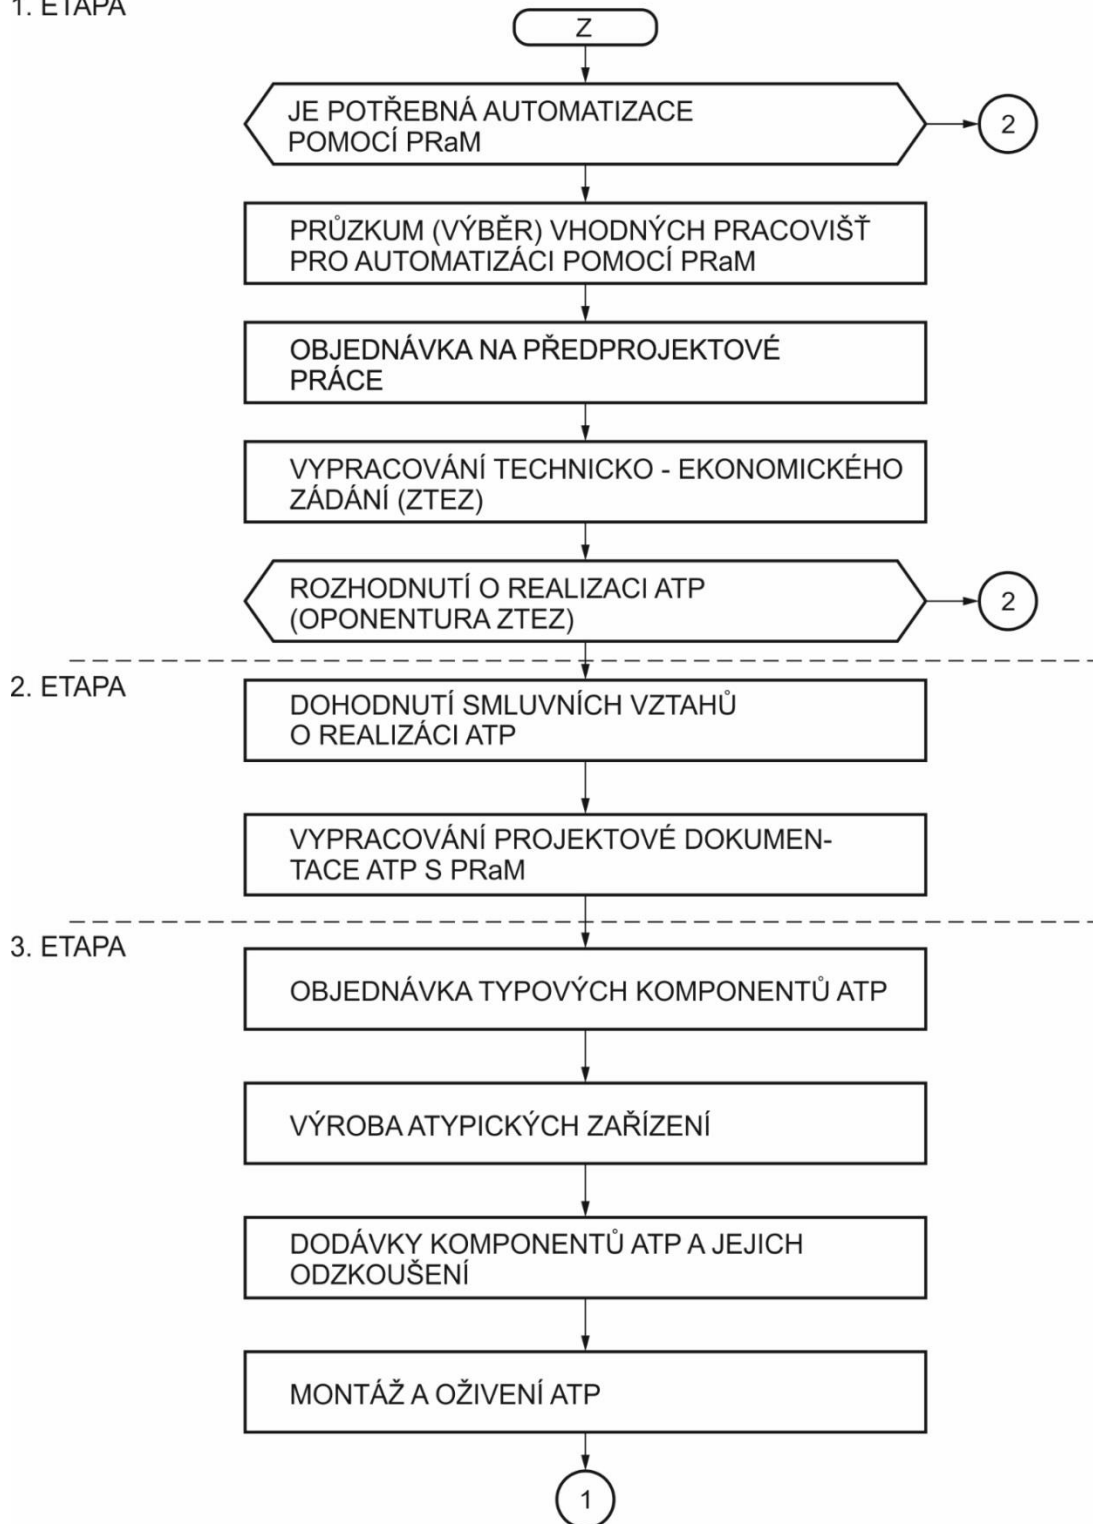 1. ETAPA
Z
JE POTŘEBNÁ AUTOMATIZACE
POMOCÍ PRaM
2
PRŮZKUM (VÝBĚR) VHODNÝCH PRACOVIŠŤ
PRO AUTOMATIZÁCI POMOCÍ PRaM
OBJEDNÁVKA NA PŘEDPROJEKTOVÉ
PRÁCE
VYPRACOVÁNÍ TECHNICKO - EKONOMICKÉHO
ZÁDÁNÍ (ZTEZ)
ROZHODNUTÍ O REALIZACI ATP
(OPONENTURA ZTEZ)
2
2. ETAPA
DOHODNUTÍ SMLUVNÍCH VZTAHŮ
O REALIZÁCI ATP
VYPRACOVÁNÍ PROJEKTOVÉ DOKUMEN-
TACE ATP S PRaM
3. ETAPA
OBJEDNÁVKA TYPOVÝCH KOMPONENTŮ ATP
VÝROBA ATYPICKÝCH ZAŘÍZENÍ
DODÁVKY KOMPONENTŮ ATP A JEJICH
ODZKOUŠENÍ
MONTÁŽ A OŽIVENÍ ATP
1